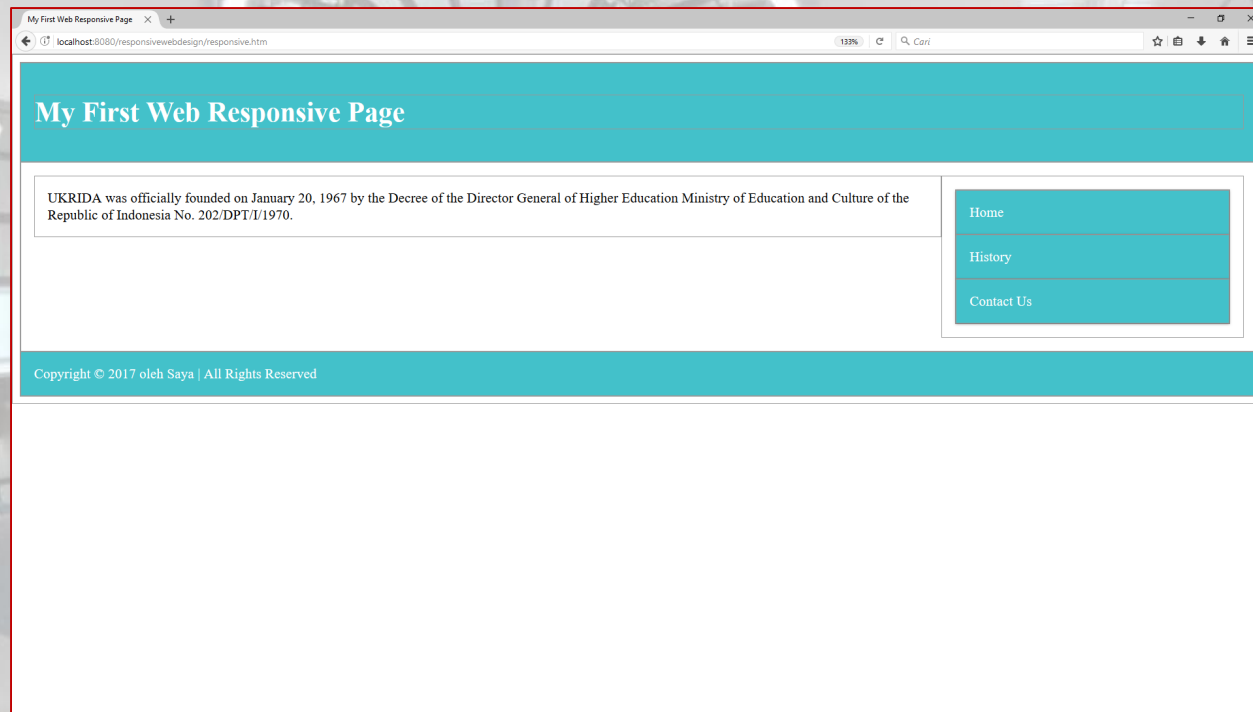 My First Web Responsive Page
localhost:8080/responsivewebdesign/responsive.htm
133%
Cari
My First Web Responsive Page
UKRIDA was officially founded on January 20, 1967 by the Decree of the Director General of Higher Education Ministry of Education and Culture of the
Republic of Indonesia No. 202/DPT/I/1970.
Home
History
Contact Us
Copyright © 2017 oleh Saya | All Rights Reserved